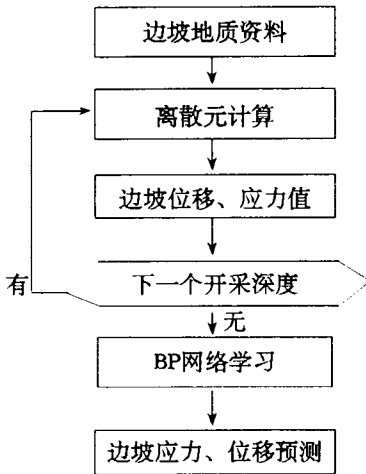 边坡地质资料
离散元计算
边坡位移、应力值
有
下一个开采深度
无
BP网络学习
边坡应力、位移预测